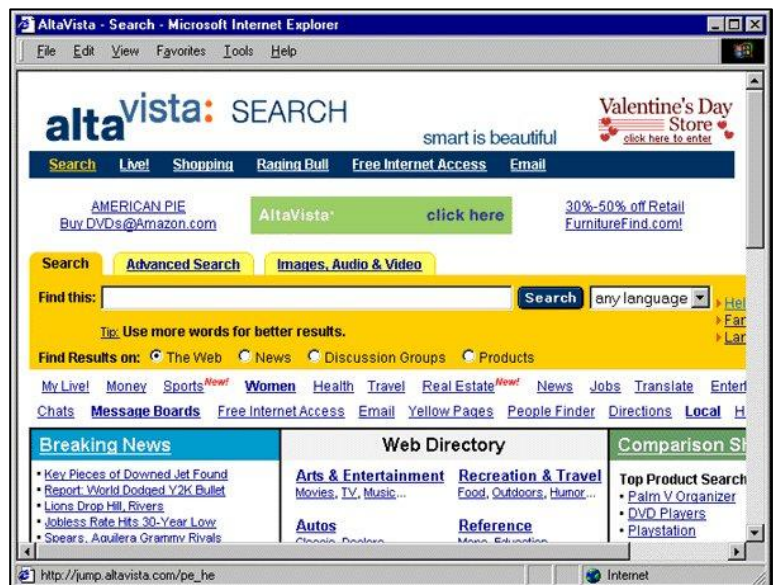 AltaVista - Search - Microsoft Internet Explorer
File Edit View Favorites Tools Help
altavista: SEARCH
smart is beautiful
Valentine's Day
Store
click here to enter
Search Live! Shopping Raging Bull Free Internet Access Email
AMERICAN PIE
Buy DVDs@Amazon.com
AltaVista click here
30%-50% off Retail
FurnitureFind.com!
Search Advanced Search Images, Audio & Video
Find this: Search any language
Tip: Use more words for better results.
Find Results on: The Web News Discussion Groups Products
My Live! Money Sports New! Women Health Travel Real Estate New! News Jobs Translate
Chats Message Boards Free Internet Access Email Yellow Pages People Finder Directions Local
Breaking News
Key Pieces of Downed Jet Found
Report: World Dodged Y2K Bullet
Lions Drop Hill, Rivers
Jobless Rate Hits 30-Year Low
Spears, Aguilera Grammy Rivals
Web Directory
Arts & Entertainment
Movies, TV, Music...
Autos
Recreation & Travel
Food, Outdoors, Humor...
Reference
Comparison
Top Product Search
Palm V Organizer
DVD Players
Playstation
http://jump.altavista.com/pe_he
Internet